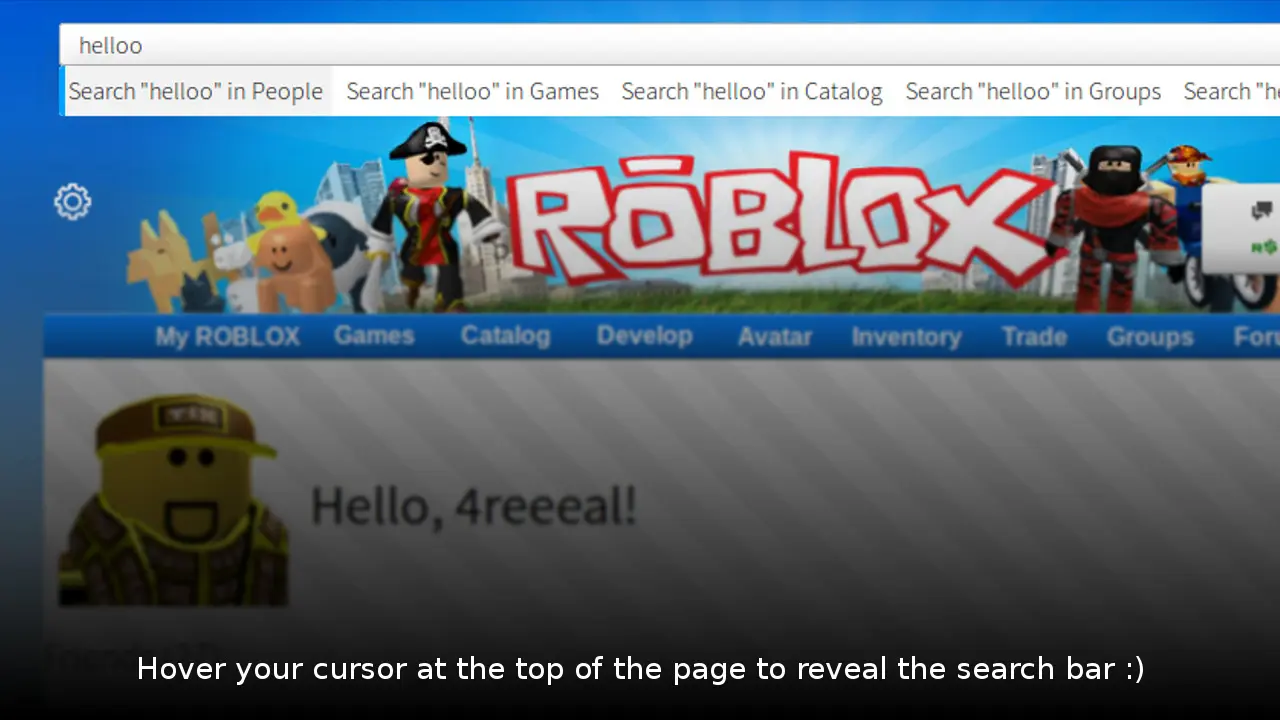 helloo
Search "helloo" in People Search "helloo" in Games Search "helloo" in Catalog Search "helloo" in Groups Search "he
ROBLOX
R$
My ROBLOX Games Catalog Develop Avatar Inventory Trade Groups Foru
Hello, 4reeeal!
Hover your cursor at the top of the page to reveal the search bar :)